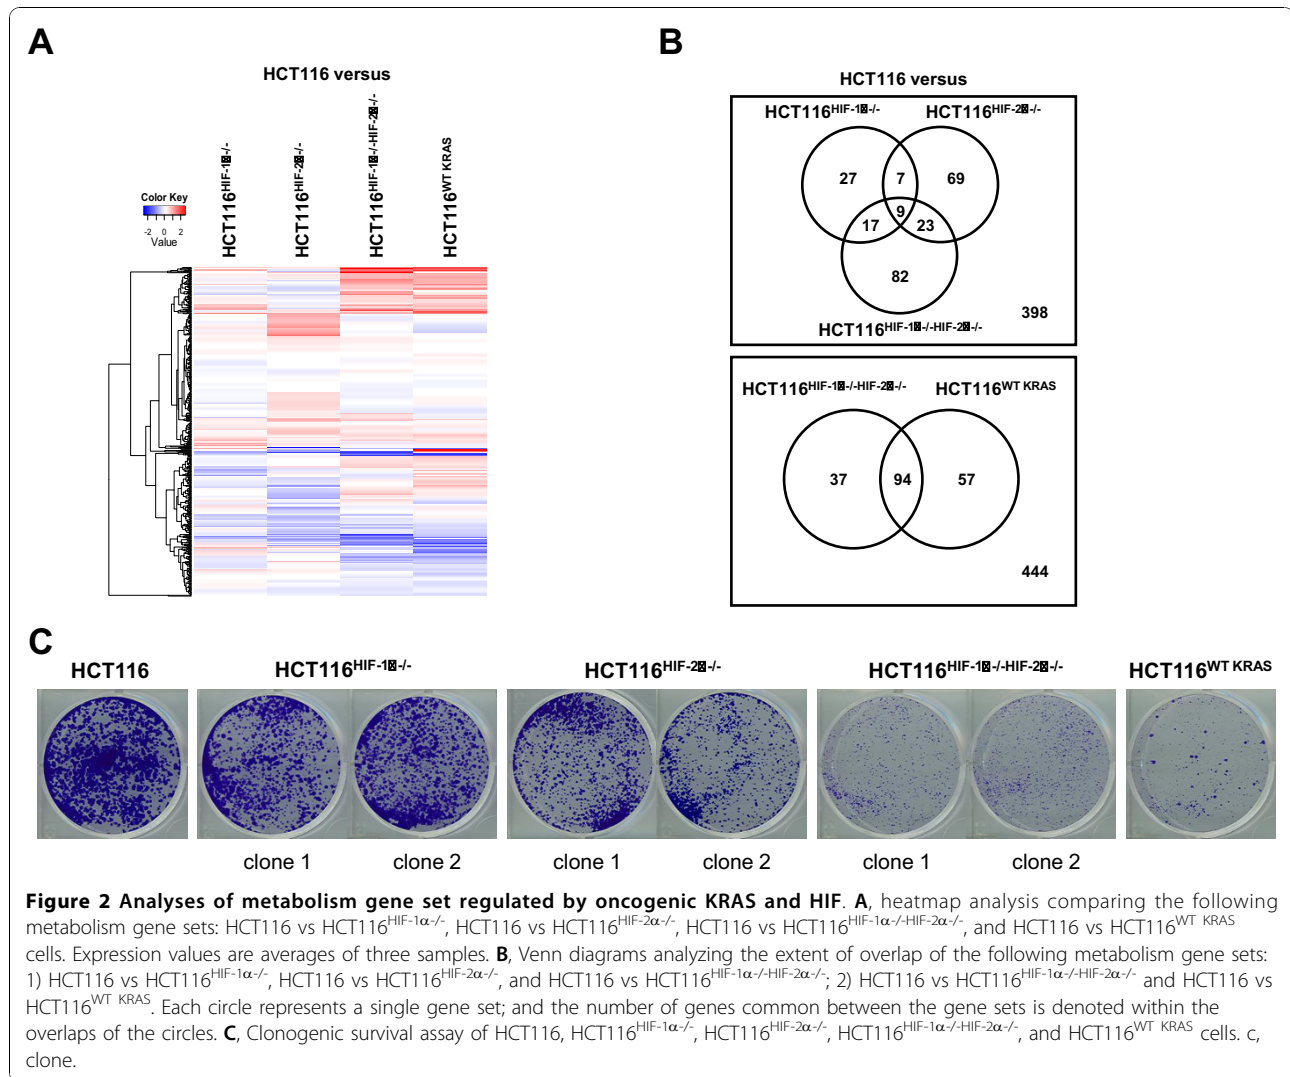 A
HCT116 versus
HCT116HIF-1⊠-/-
HCT116HIF-2⊠-/-
HCT116HIF-1⊠-/-HIF-2⊠-/-
HCT116WT KRAS
Color Key
-2 0 2
Value
B
HCT116 versus
HCT116HIF-1⊠-/-
HCT116HIF-2⊠-/-
27
7
69
9
17
23
82
398
HCT116HIF-1⊠-/-HIF-2⊠-/-
HCT116HIF-1⊠-/-HIF-2⊠-/-
HCT116WT KRAS
37
94
57
444
C
HCT116
HCT116HIF-1⊠-/-
HCT116HIF-2⊠-/-
HCT116HIF-1⊠-/-HIF-2⊠-/-
HCT116WT KRAS
clone 1
clone 2
clone 1
clone 2
clone 1
clone 2
Figure 2 Analyses of metabolism gene set regulated by oncogenic KRAS and HIF. A, heatmap analysis comparing the following
metabolism gene sets: HCT116 vs HCT116HIF-1α-/-, HCT116 vs HCT116HIF-2α-/-, HCT116 vs HCT116HIF-1α-/-HIF-2α-/-, and HCT116 vs HCT116WT KRAS
cells. Expression values are averages of three samples. B, Venn diagrams analyzing the extent of overlap of the following metabolism gene sets:
1) HCT116 vs HCT116HIF-1α-/-, HCT116 vs HCT116HIF-2α-/-, and HCT116 vs HCT116HIF-1α-/-HIF-2α-/-; 2) HCT116 vs HCT116HIF-1α-/-HIF-2α-/- and HCT116 vs
HCT116WT KRAS. Each circle represents a single gene set; and the number of genes common between the gene sets is denoted within the
overlaps of the circles. C, Clonogenic survival assay of HCT116, HCT116HIF-1α-/-, HCT116HIF-2α-/-, HCT116HIF-1α-/-HIF-2α-/-, and HCT116WT KRAS cells. c,
clone.